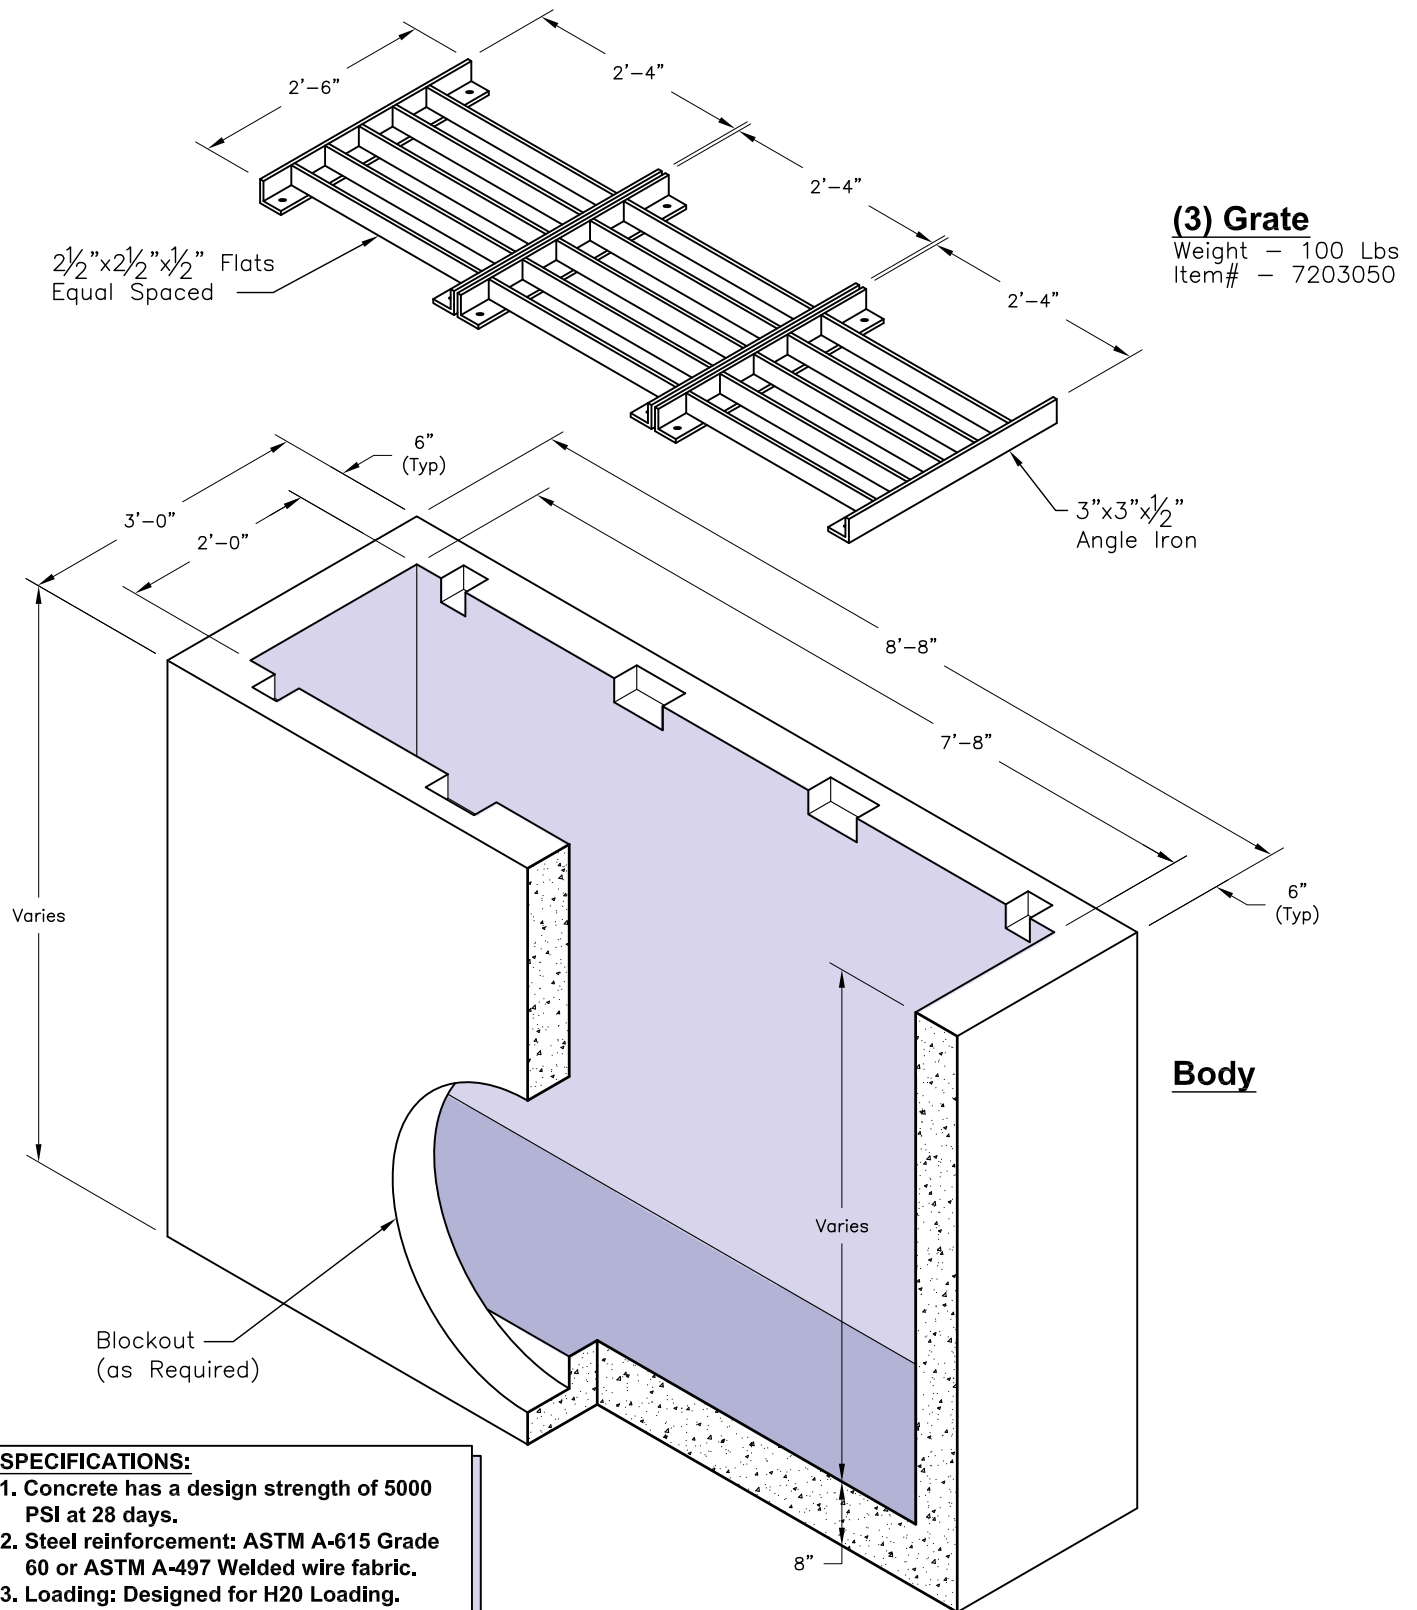 2'-6"
2'-4"
2'-4"
2'-4"
(3) Grate
Weight - 100 Lbs
Item# - 7203050
2½"x2½"x½" Flats
Equal Spaced
3"x3"x½"
Angle Iron
6"
(Typ)
3'-0"
2'-0"
8'-8"
7'-8"
6"
(Typ)
Varies
Body
Varies
Blockout
(as Required)
8"
SPECIFICATIONS:
1. Concrete has a design strength of 5000
PSI at 28 days.
2. Steel reinforcement: ASTM A-615 Grade
60 or ASTM A-497 Welded wire fabric.
3. Loading: Designed for H20 Loading.